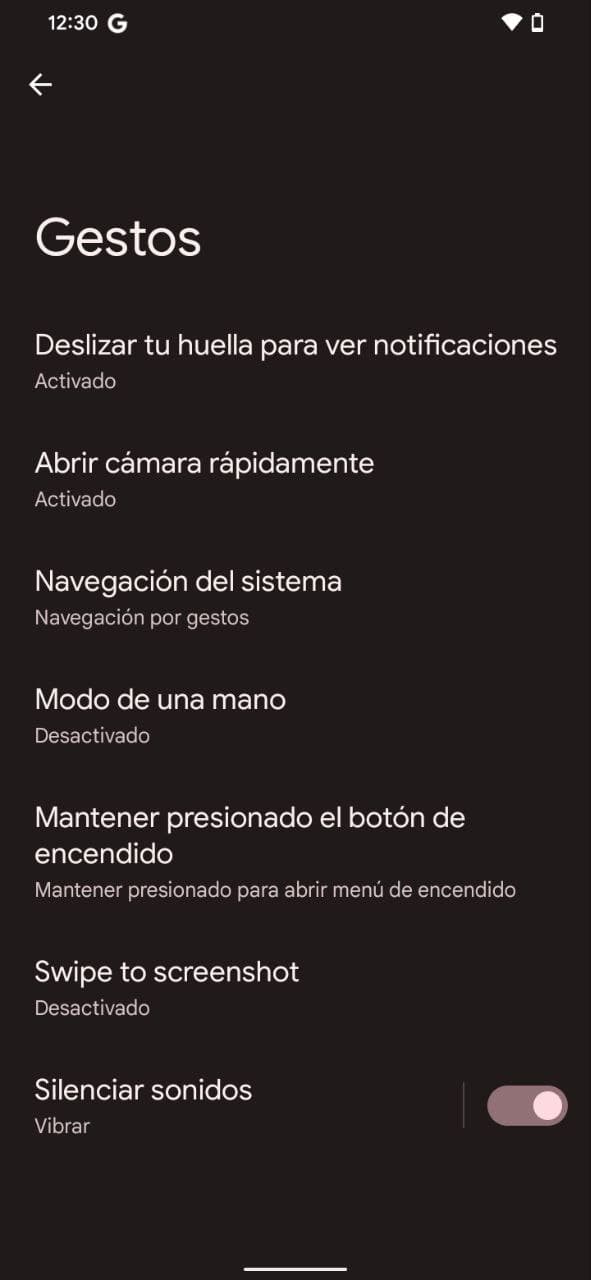 12:30 G
Gestos
Deslizar tu huella para ver notificaciones
Activado
Abrir cámara rápidamente
Activado
Navegación del sistema
Navegación por gestos
Modo de una mano
Desactivado
Mantener presionado el botón de
encendido
Mantener presionado para abrir menú de encendido
Swipe to screenshot
Desactivado
Silenciar sonidos
Vibrar